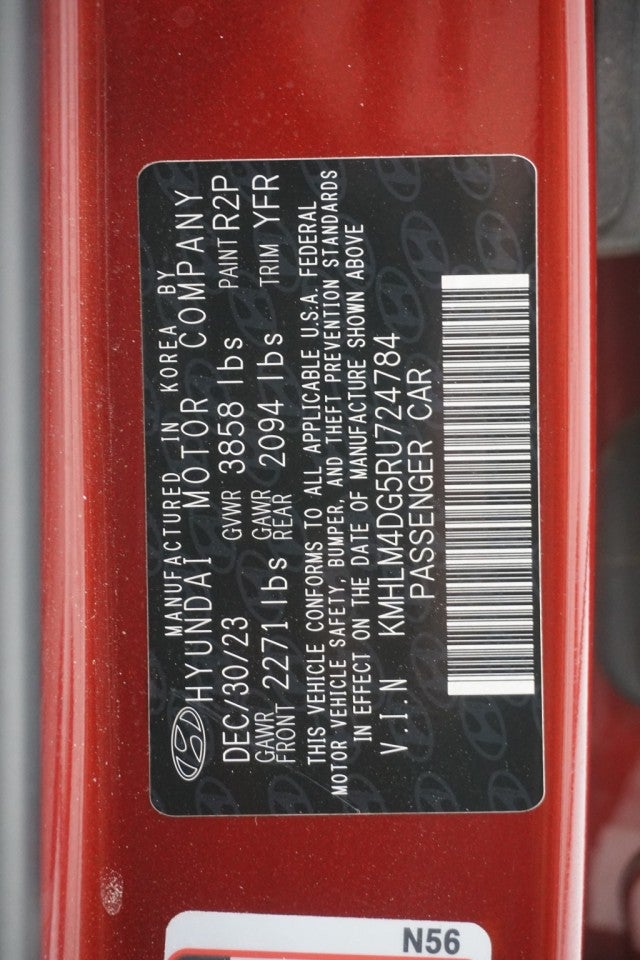 MANUFACTURED IN KOREA BY
HYUNDAI MOTOR COMPANY
DEC/30/23 GVWR 3858 lbs PAINT R2P
GAWR FRONT 2271 lbs GAWR REAR 2094 lbs TRIM YFR
THIS VEHICLE CONFORMS TO ALL APPLICABLE U.S.A. FEDERAL
MOTOR VEHICLE SAFETY, BUMPER, AND THEFT PREVENTION STANDARDS
IN EFFECT ON THE DATE OF MANUFACTURE SHOWN ABOVE
V.I.N KMHLM4DG5RU724784
PASSENGER CAR
N56